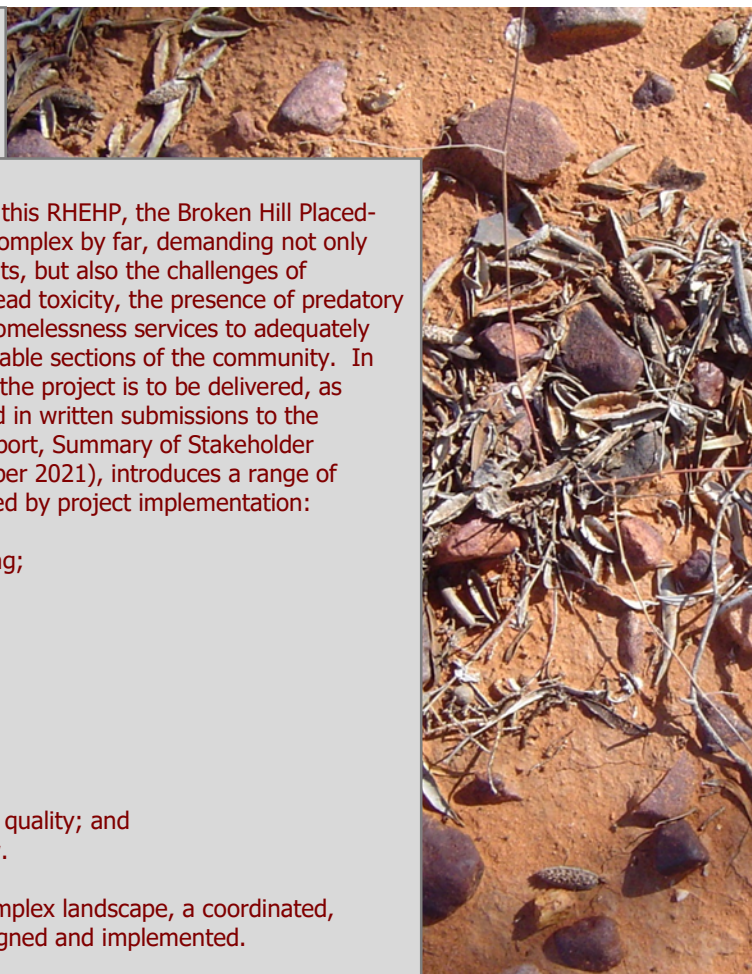 this RHEHP, the Broken Hill Placed-
omplex by far, demanding not only
ts, but also the challenges of
ead toxicity, the presence of predatory
omelessness services to adequately
able sections of the community.  In
the project is to be delivered, as
d in written submissions to the
port, Summary of Stakeholder
ber 2021), introduces a range of
ed by project implementation:
g;
quality; and
.
mplex landscape, a coordinated,
gned and implemented.